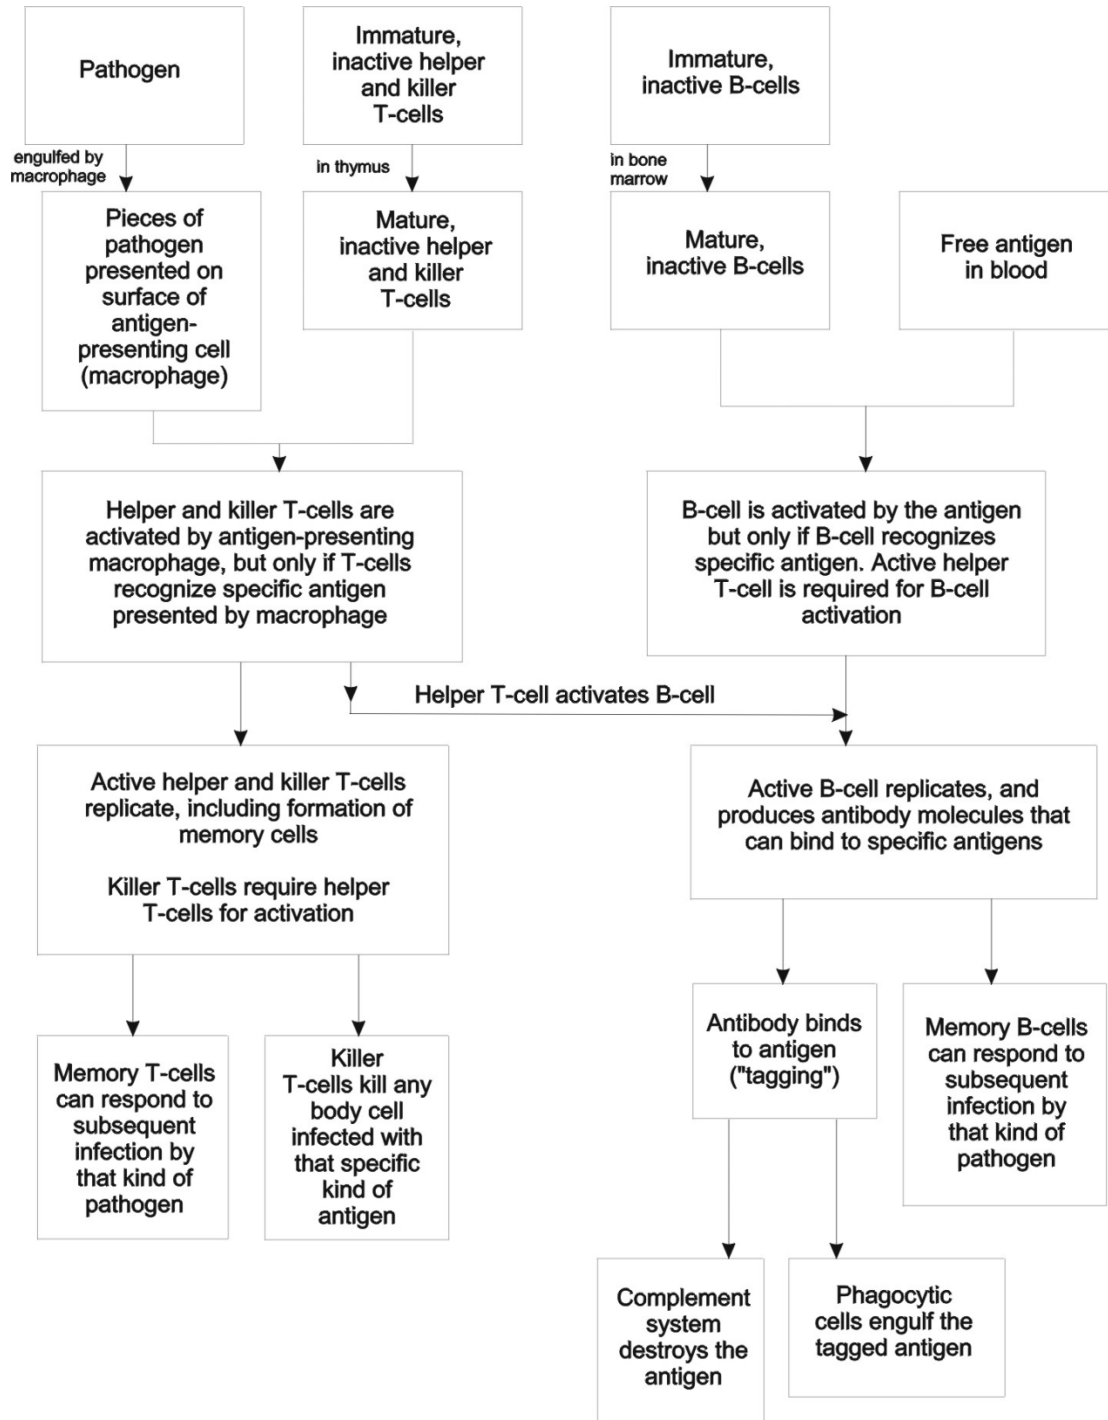 Pathogen
Immature,
inactive helper
and killer
T-cells
Immature,
inactive B-cells
engulfed by
macrophage
in thymus
in bone
marrow
Pieces of
pathogen
presented on
surface of
antigen-
presenting cell
(macrophage)
Mature,
inactive helper
and killer
T-cells
Mature,
inactive B-cells
Free antigen
in blood
Helper and killer T-cells are
activated by antigen-presenting
macrophage, but only if T-cells
recognize specific antigen
presented by macrophage
B-cell is activated by the antigen
but only if B-cell recognizes
specific antigen. Active helper
T-cell is required for B-cell
activation
Helper T-cell activates B-cell
Active helper and killer T-cells
replicate, including formation of
memory cells
Killer T-cells require helper
T-cells for activation
Active B-cell replicates, and
produces antibody molecules that
can bind to specific antigens
Memory T-cells
can respond to
subsequent
infection by
that kind of
pathogen
Killer
T-cells kill any
body cell
infected with
that specific
kind of
antigen
Antibody binds
to antigen
("tagging")
Memory B-cells
can respond to
subsequent
infection by
that kind of
pathogen
Complement
system
destroys the
antigen
Phagocytic
cells engulf the
tagged antigen